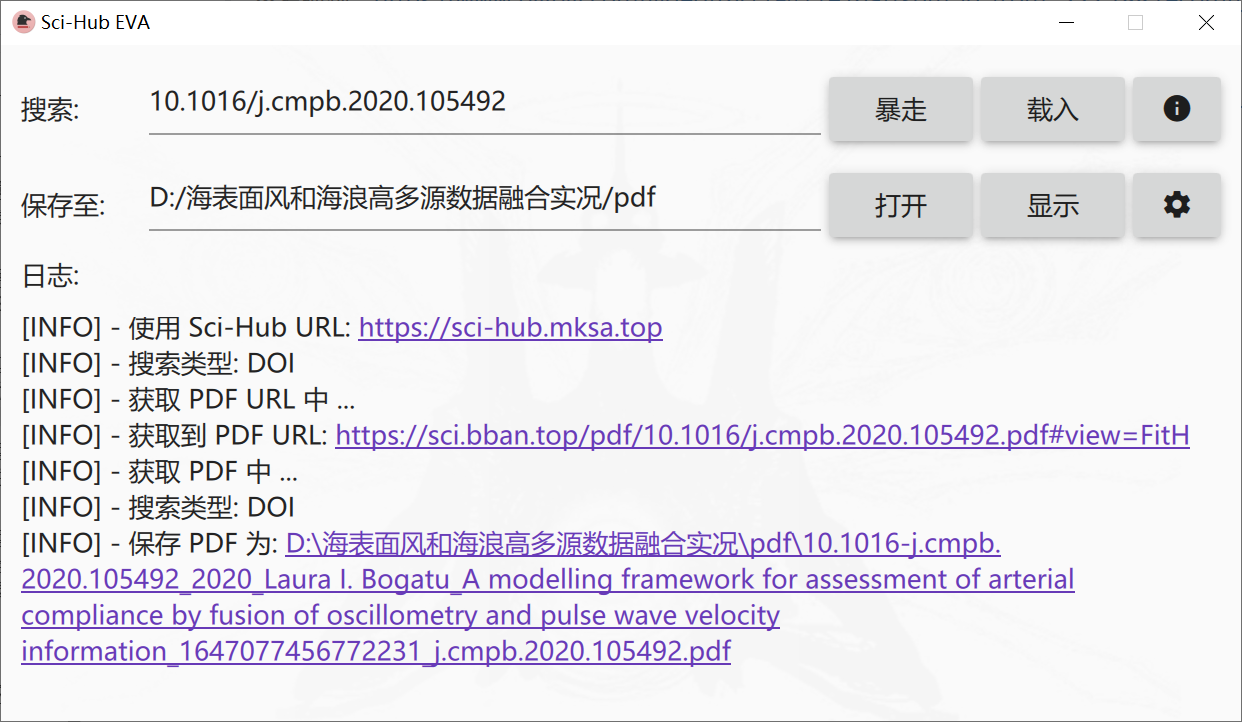 Sci-Hub EVA
搜索:
10.1016/j.cmpb.2020.105492
暴走
载入
保存至:
D:/海表面风和海浪高多源数据融合实况/pdf
打开
显示
日志:
[INFO] - 使用 Sci-Hub URL: https://sci-hub.mksa.top
[INFO] - 搜索类型: DOI
[INFO] - 获取 PDF URL 中 ...
[INFO] - 获取到 PDF URL: https://sci.bban.top/pdf/10.1016/j.cmpb.2020.105492.pdf#view=FitH
[INFO] - 获取 PDF 中 ...
[INFO] - 搜索类型: DOI
[INFO] - 保存 PDF 为: D:\海表面风和海浪高多源数据融合实况\pdf\10.1016-j.cmpb.
2020.105492_2020_Laura I. Bogatu_A modelling framework for assessment of arterial
compliance by fusion of oscillometry and pulse wave velocity
information_1647077456772231_j.cmpb.2020.105492.pdf